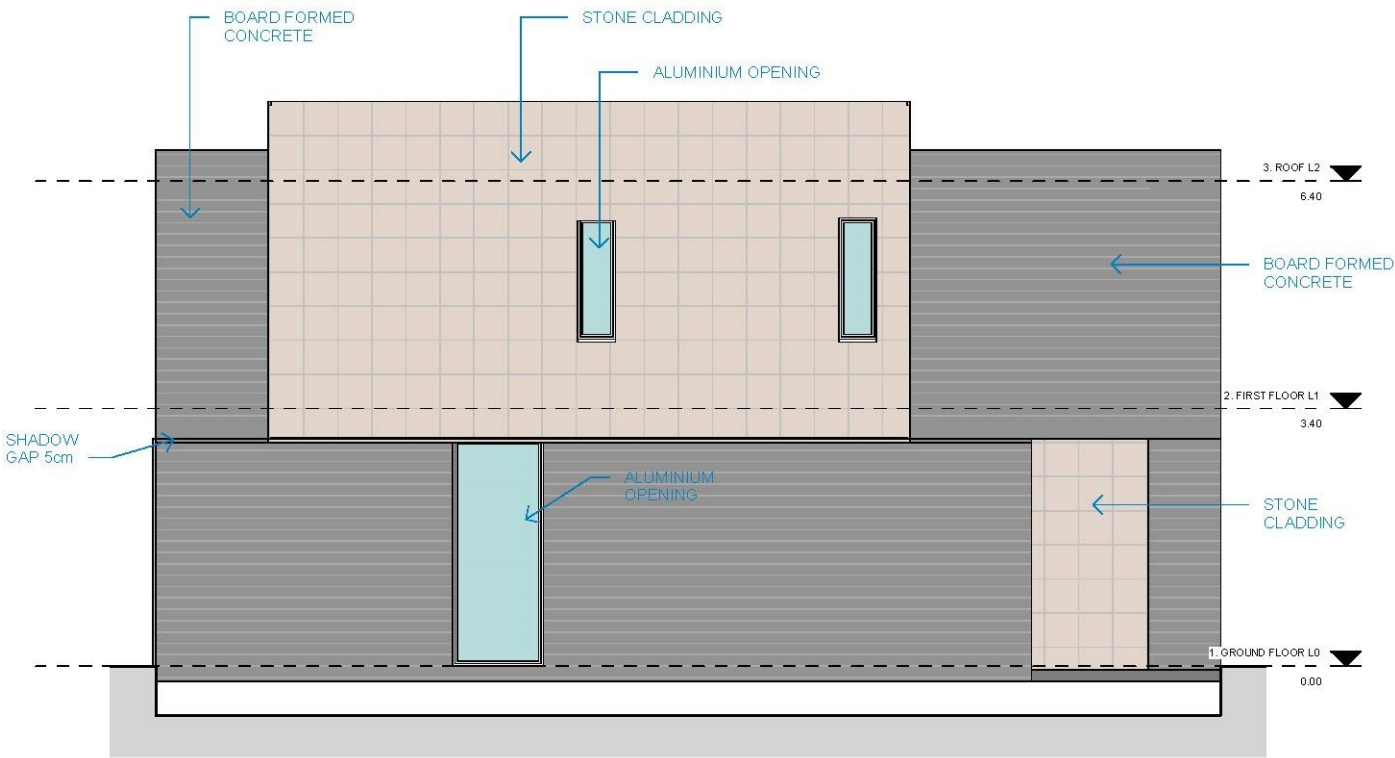 BOARD FORMED
CONCRETE
STONE CLADDING
ALUMINIUM OPENING
3. ROOF L2
6.40
BOARD FORMED
CONCRETE
2. FIRST FLOOR L1
3.40
SHADOW
GAP 5cm
ALUMINIUM
OPENING
STONE
CLADDING
1. GROUND FLOOR L0
0.00